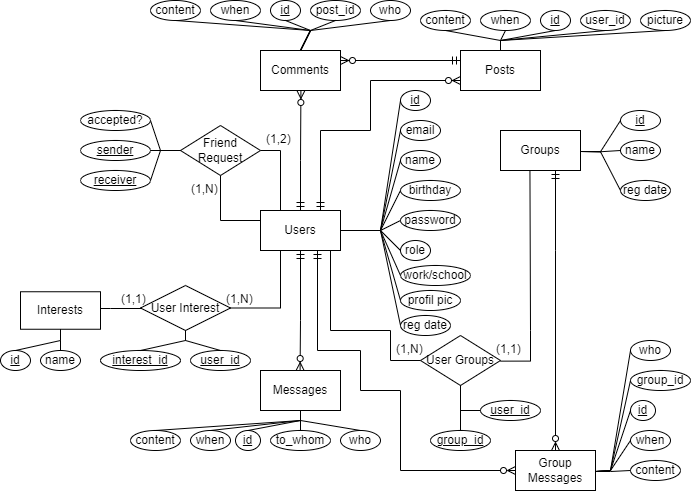 content when id post_id who
content when id user_id picture
Comments
Posts
id
accepted?
email
id
Friend
Request
(1,2)
sender
Groups
name
name
receiver
(1,N)
birthday
reg date
password
Users
role
work/school
Interests
(1,1)
User Interest
(1,N)
profil pic
reg date
id
name
interest_id
user_id
(1,N)
User Groups
(1,1)
who
Messages
group_id
user_id
id
content when id to_whom who
group_id
when
Group
Messages
content